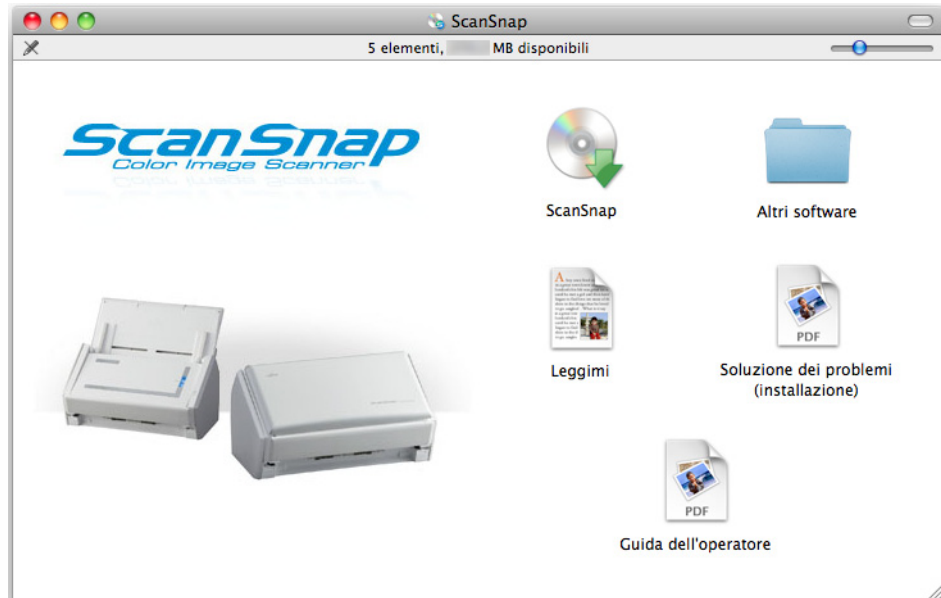 ScanSnap
5 elementi, MB disponibili
ScanSnap
Color Image Scanner
ScanSnap
Altri software
Leggimi
PDF
Soluzione dei problemi
(installazione)
PDF
Guida dell'operatore